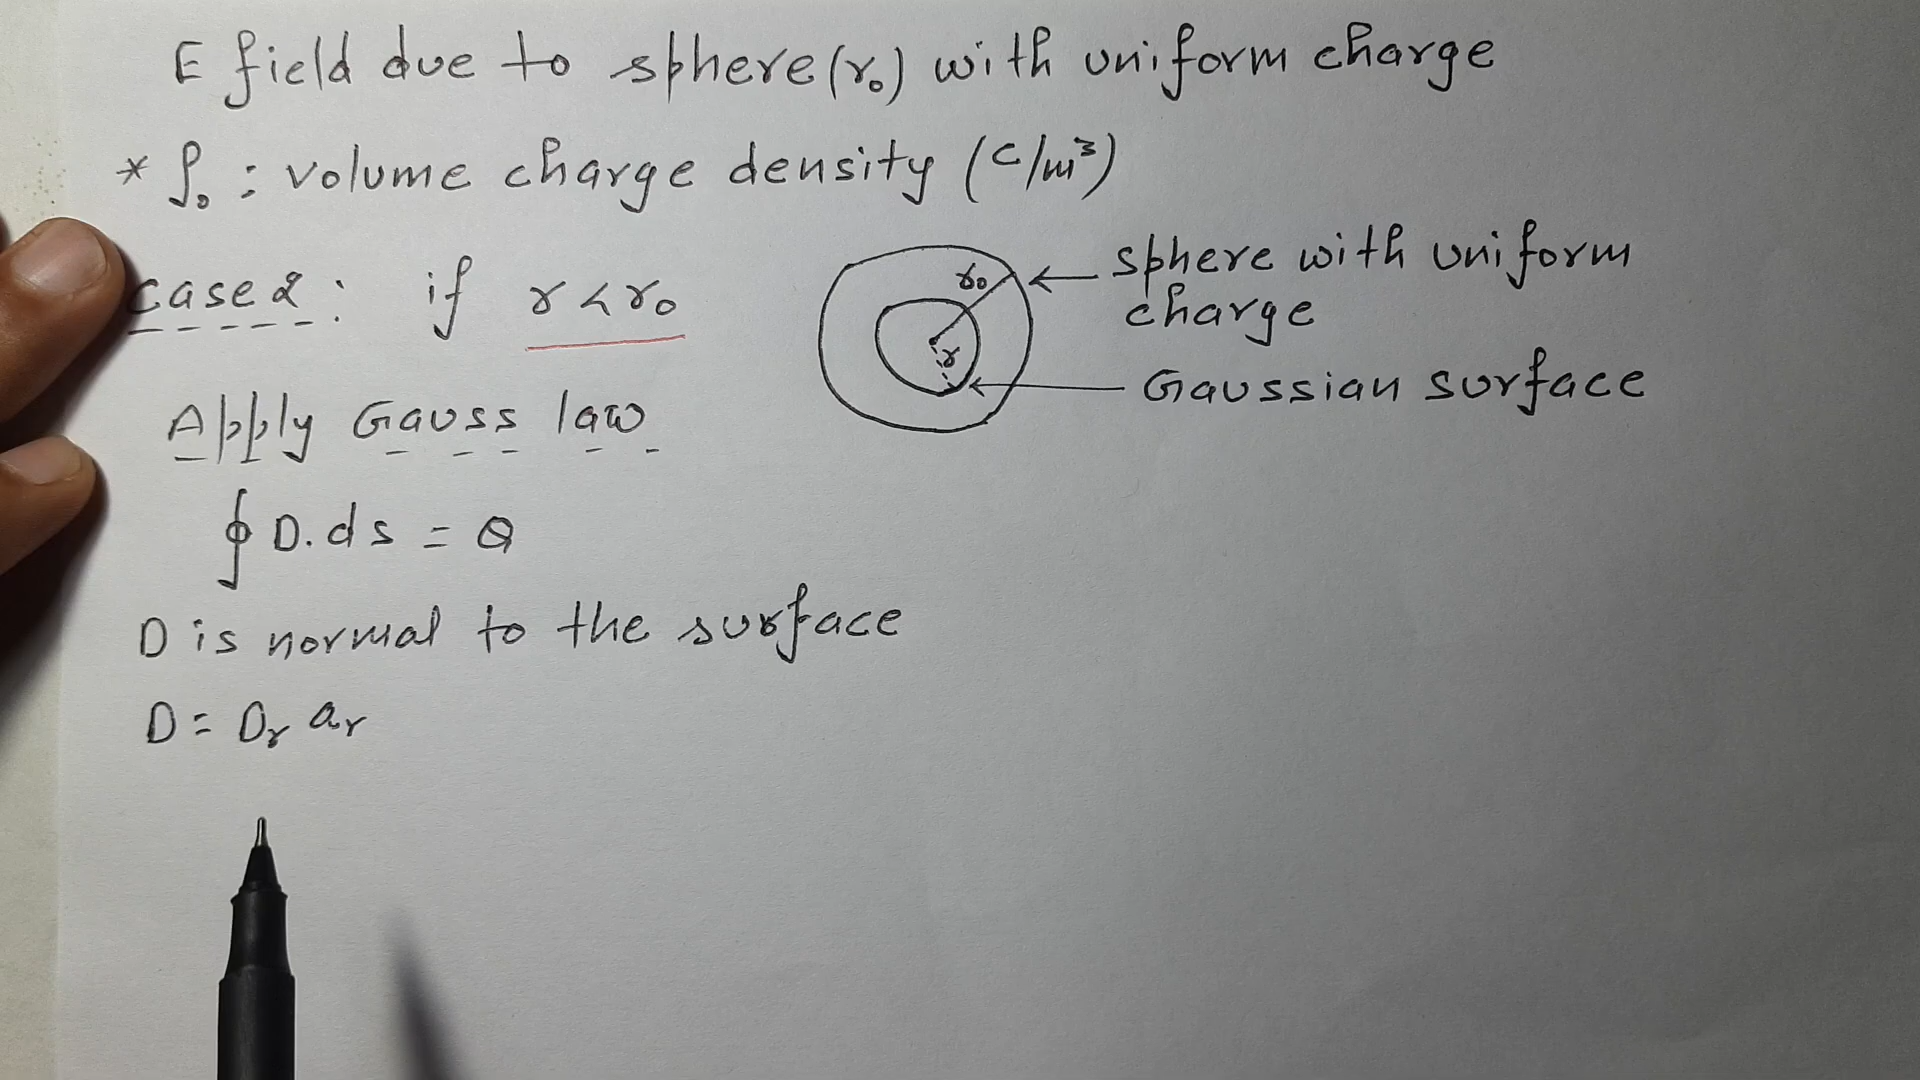 E field due to sphere(r₀) with uniform charge
* ρ₀ : volume charge density (C/m³)
case 2 : if r < r₀
r₀
r
sphere with uniform
charge
Gaussian surface
Apply Gauss law
∮ D. ds = Q
D is normal to the surface
D = Dᵣ aᵣ